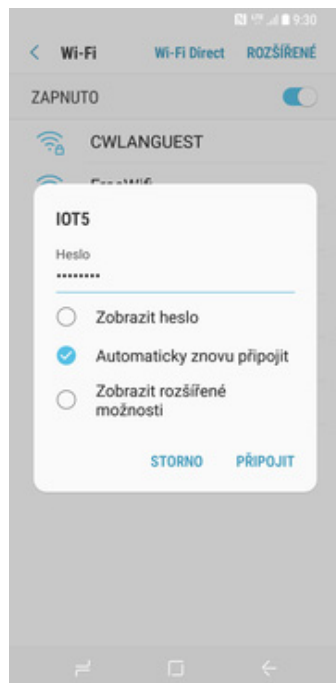 9:30
Wi-Fi Wi-Fi Direct ROZŠÍŘENÉ
ZAPNUTO
CWLANGUEST
FreeWifi
IOT5
Heslo
••••••••
Zobrazit heslo
Automaticky znovu připojit
Zobrazit rozšířené
možnosti
STORNO PŘIPOJIT